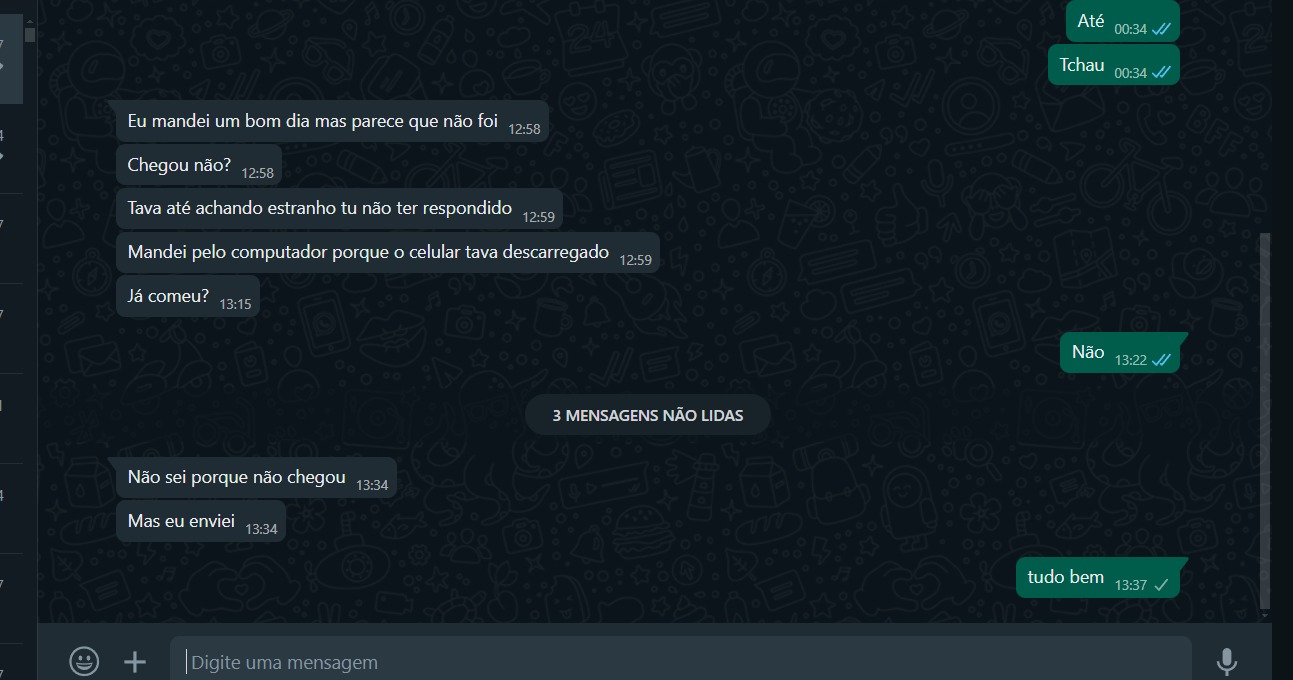 Até 00:34
Tchau 00:34
Eu mandei um bom dia mas parece que não foi 12:58
Chegou não? 12:58
Tava até achando estranho tu não ter respondido 12:59
Mandei pelo computador porque o celular tava descarregado 12:59
Já comeu? 13:15
Não 13:22
3 MENSAGENS NÃO LIDAS
Não sei porque não chegou 13:34
Mas eu enviei 13:34
tudo bem 13:37
Digite uma mensagem